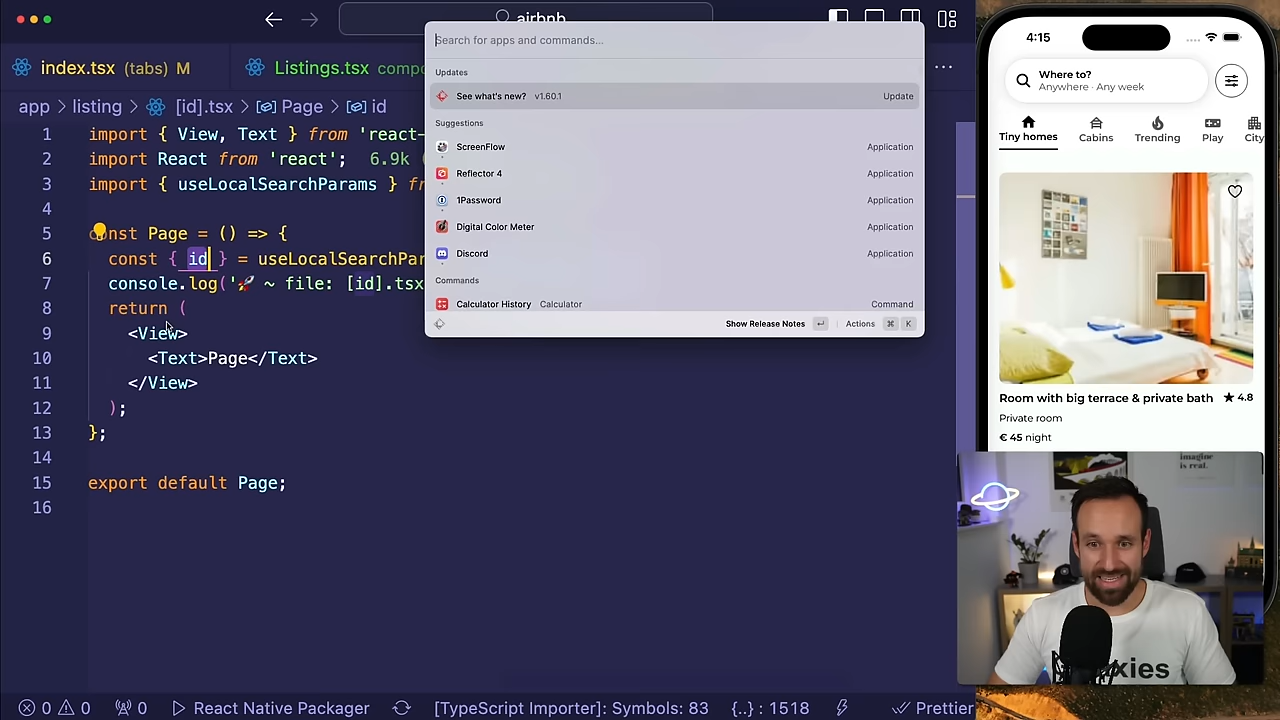 airbnb
index.tsx (tabs) M
Listings.tsx compo
app > listing > [id].tsx > Page > id
1 import { View, Text } from 'react-
2 import React from 'react'; 6.9k (
3 import { useLocalSearchParams } fr
4
5 const Page = () => {
6 const { id } = useLocalSearchPar
7 console.log('🚀 ~ file: [id].tsx
8 return (
9 <View>
10 <Text>Page</Text>
11 </View>
12 );
13 };
14
15 export default Page;
16
Search for apps and commands...
Updates
See what's new? v1.60.1 Update
Suggestions
ScreenFlow Application
Reflector 4 Application
1Password Application
Digital Color Meter Application
Discord Application
Commands
Calculator History Calculator Command
Show Release Notes ↵ Actions ⌘ K
4:15
Where to?
Anywhere · Any week
Tiny homes Cabins Trending Play City
Room with big terrace & private bath ★ 4.8
Private room
€ 45 night
imagine
is real.
xies
0 0 0 React Native Packager [TypeScript Importer]: Symbols: 83 {..} : 1518 Prettier